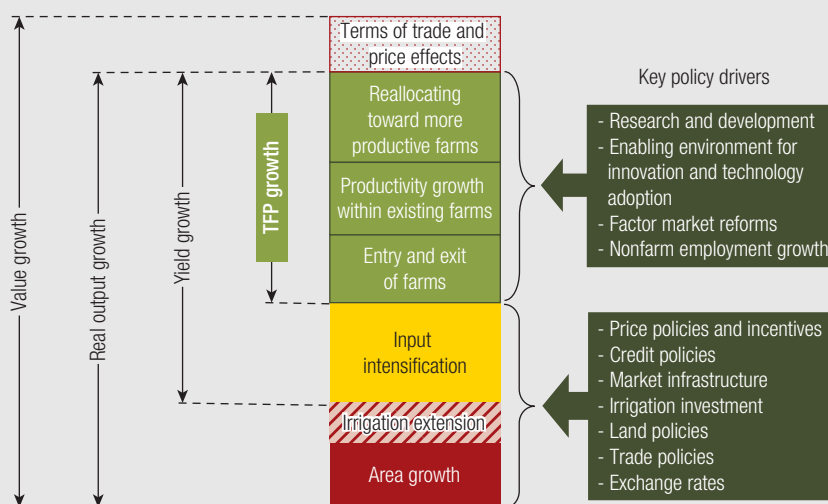 Value growth
Real output growth
Yield growth
TFP growth
Terms of trade and
price effects
Reallocating
toward more
productive farms
Productivity growth
within existing farms
Entry and exit
of farms
Input
intensification
Irrigation extension
Area growth
Key policy drivers
- Research and development
- Enabling environment for
innovation and technology
adoption
- Factor market reforms
- Nonfarm employment growth
- Price policies and incentives
- Credit policies
- Market infrastructure
- Irrigation investment
- Land policies
- Trade policies
- Exchange rates